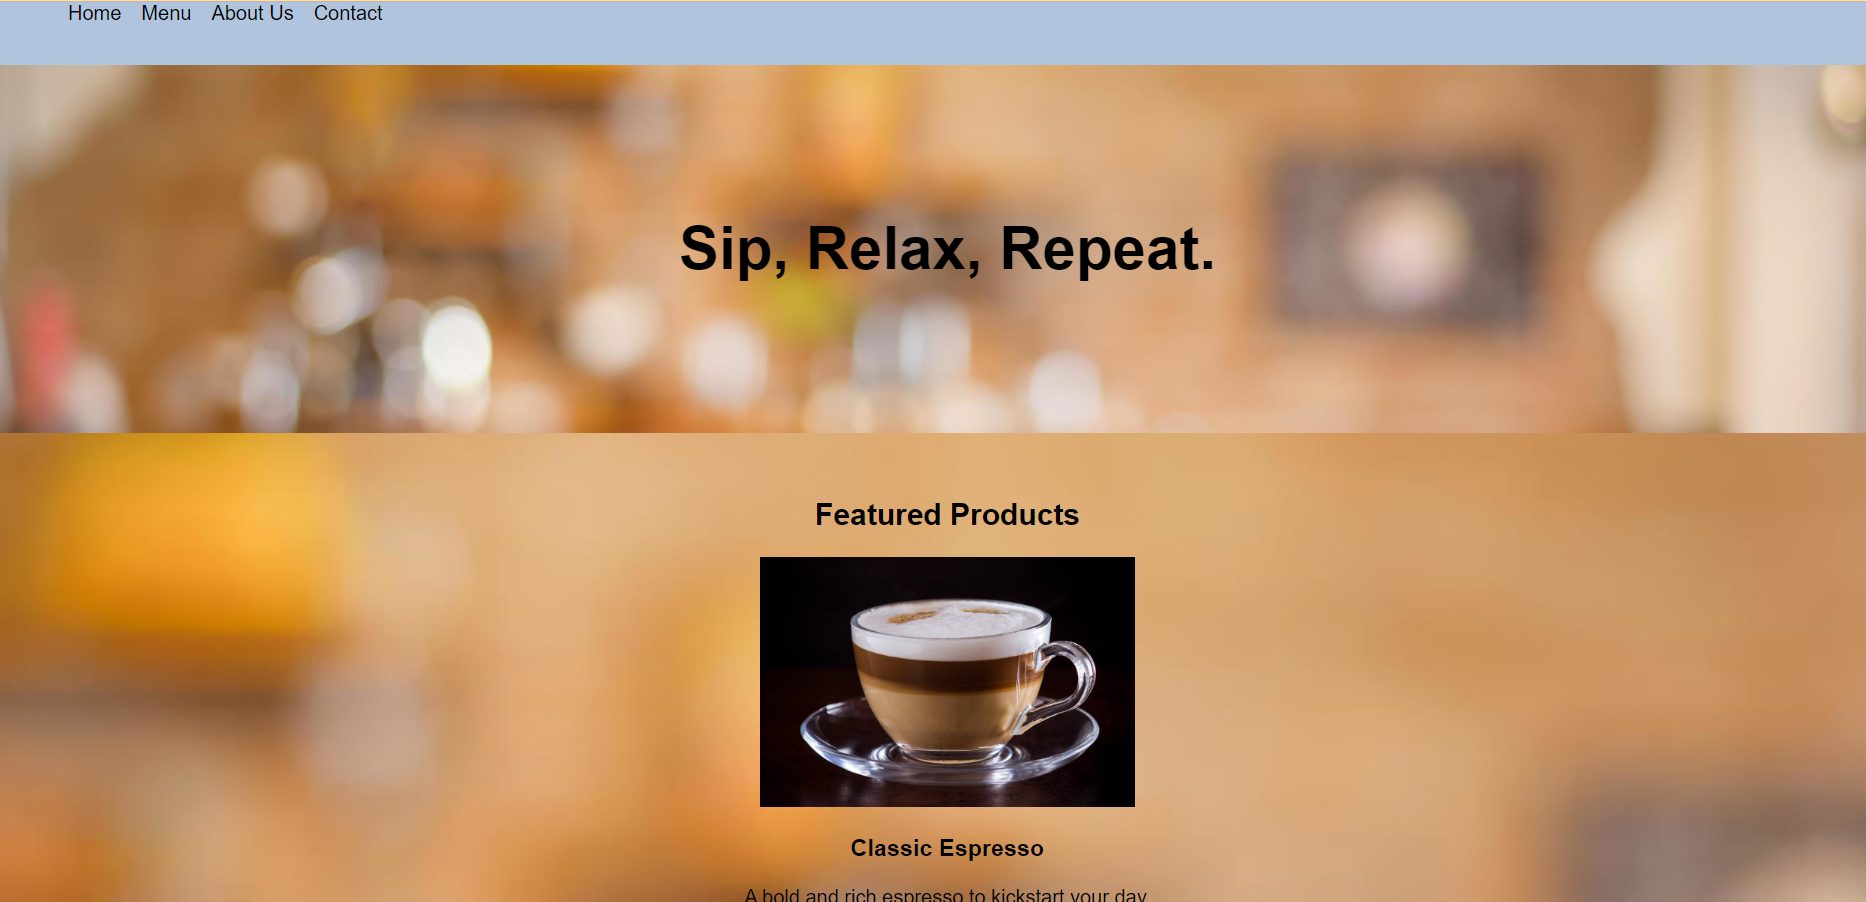 Home Menu About Us Contact
Sip, Relax, Repeat.
Featured Products
Classic Espresso
A bold and rich espresso to kickstart your day